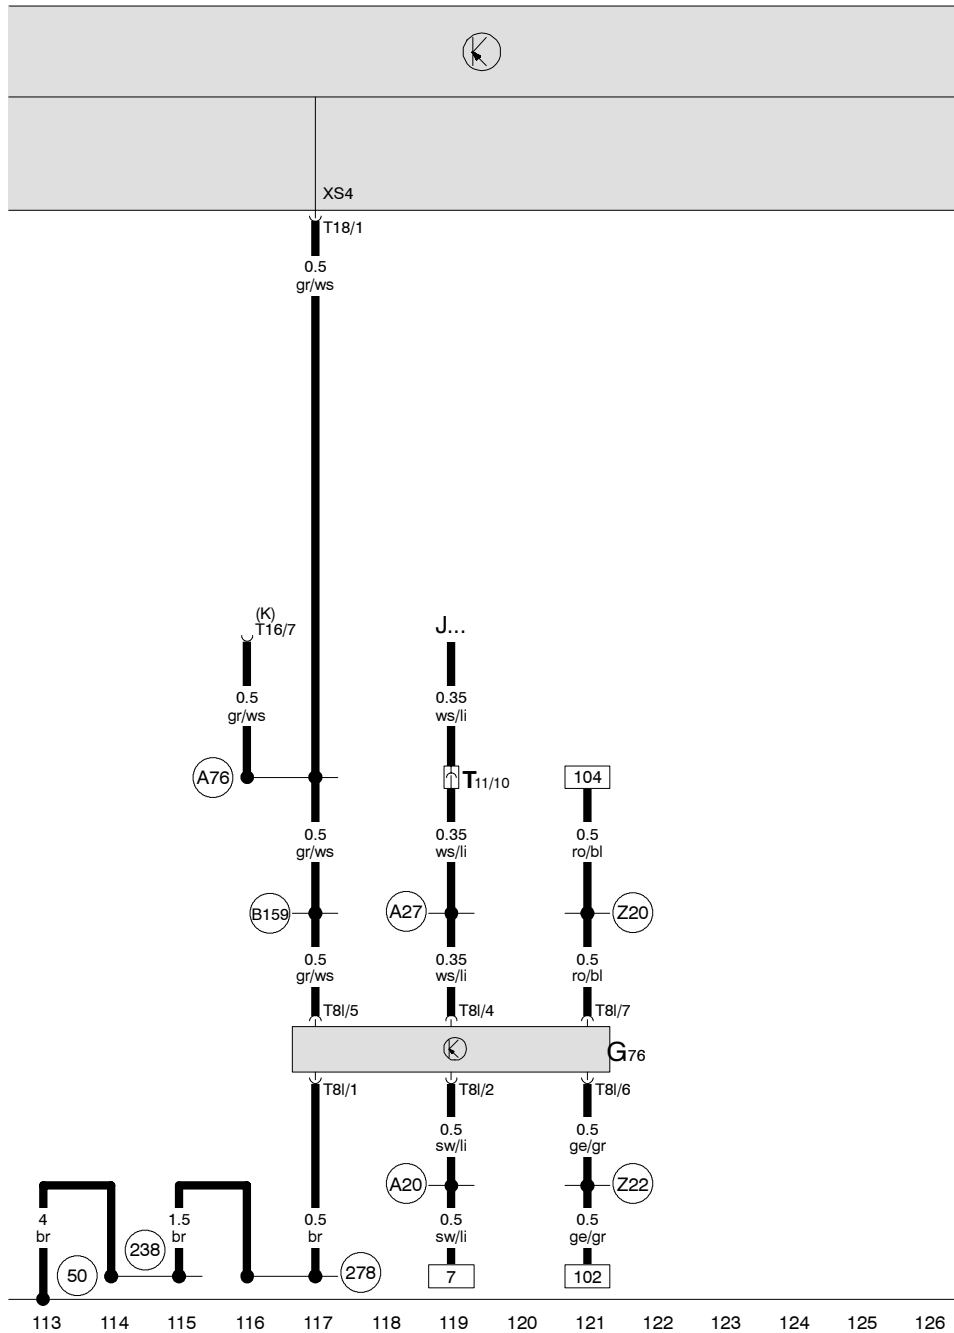 XS4
T18/1
0.5
gr/ws
(K)
T16/7
J...
0.5
gr/ws
0.35
ws/li
A76
T11/10
104
0.5
gr/ws
0.35
ws/li
0.5
ro/bl
B159
A27
Z20
0.5
gr/ws
0.35
ws/li
0.5
ro/bl
T8l/5
T8l/4
T8l/7
G76
T8l/1
T8l/2
T8l/6
0.5
sw/li
0.5
ge/gr
A20
Z22
4
br
1.5
br
0.5
br
0.5
sw/li
0.5
ge/gr
238
50
278
7
102
113 114 115 116 117 118 119 120 121 122 123 124 125 126